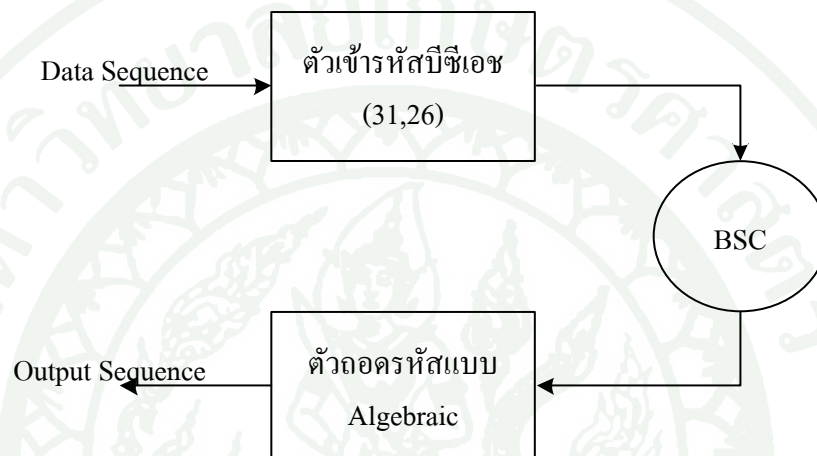 Data Sequence
ตัวเข้ารหัสบีซีเอช
(31,26)
BSC
Output Sequence
ตัวถอดรหัสแบบ
Algebraic